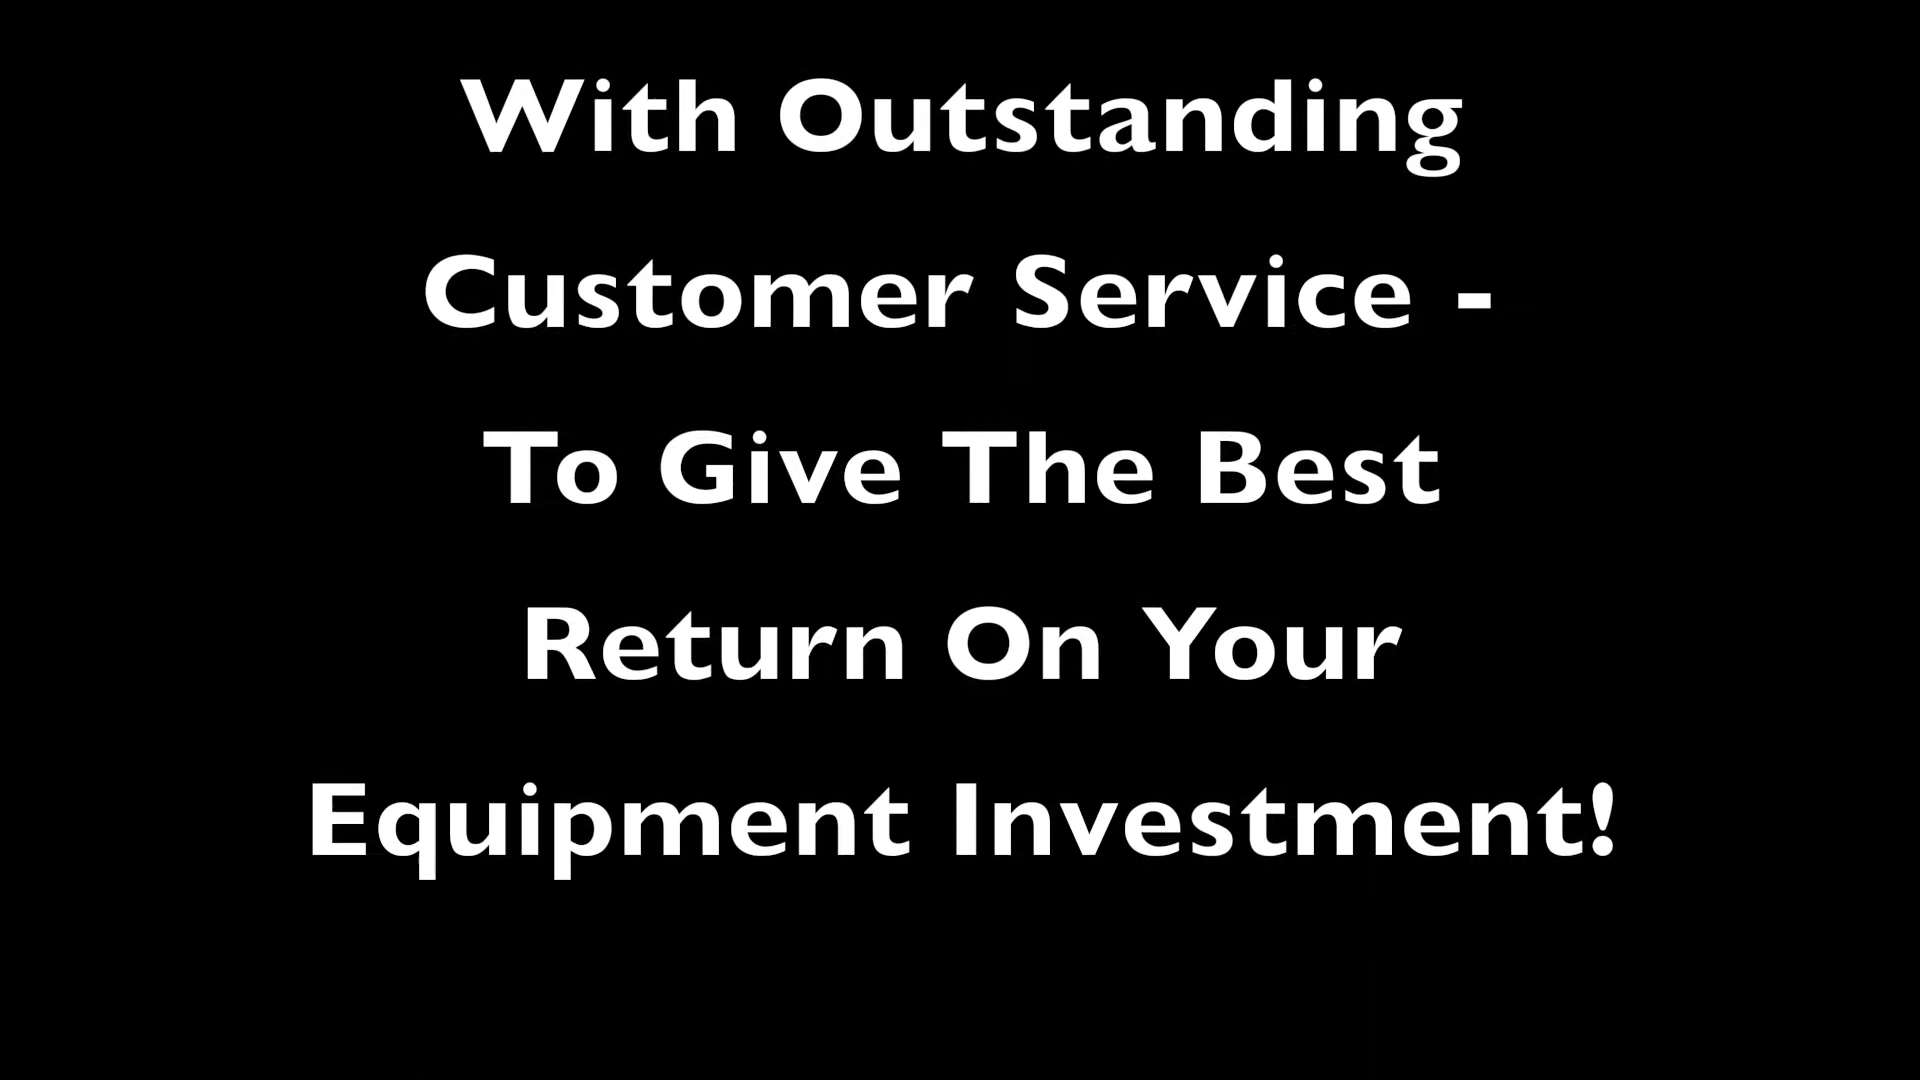 With Outstanding
Customer Service -
To Give The Best
Return On Your
Equipment Investment!